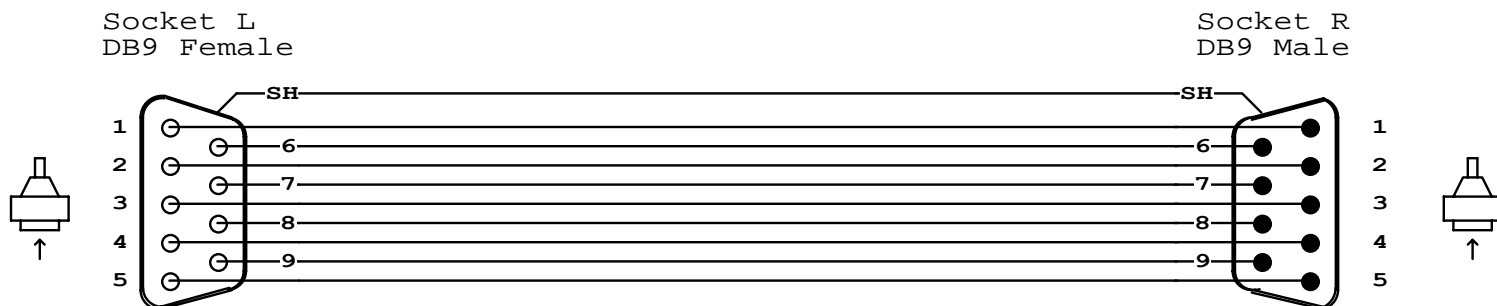 Socket L
DB9 Female
Socket R
DB9 Male
SH SH
1 1
6 6
2 2
7 7
3 3
8 8
4 4
9 9
5 5